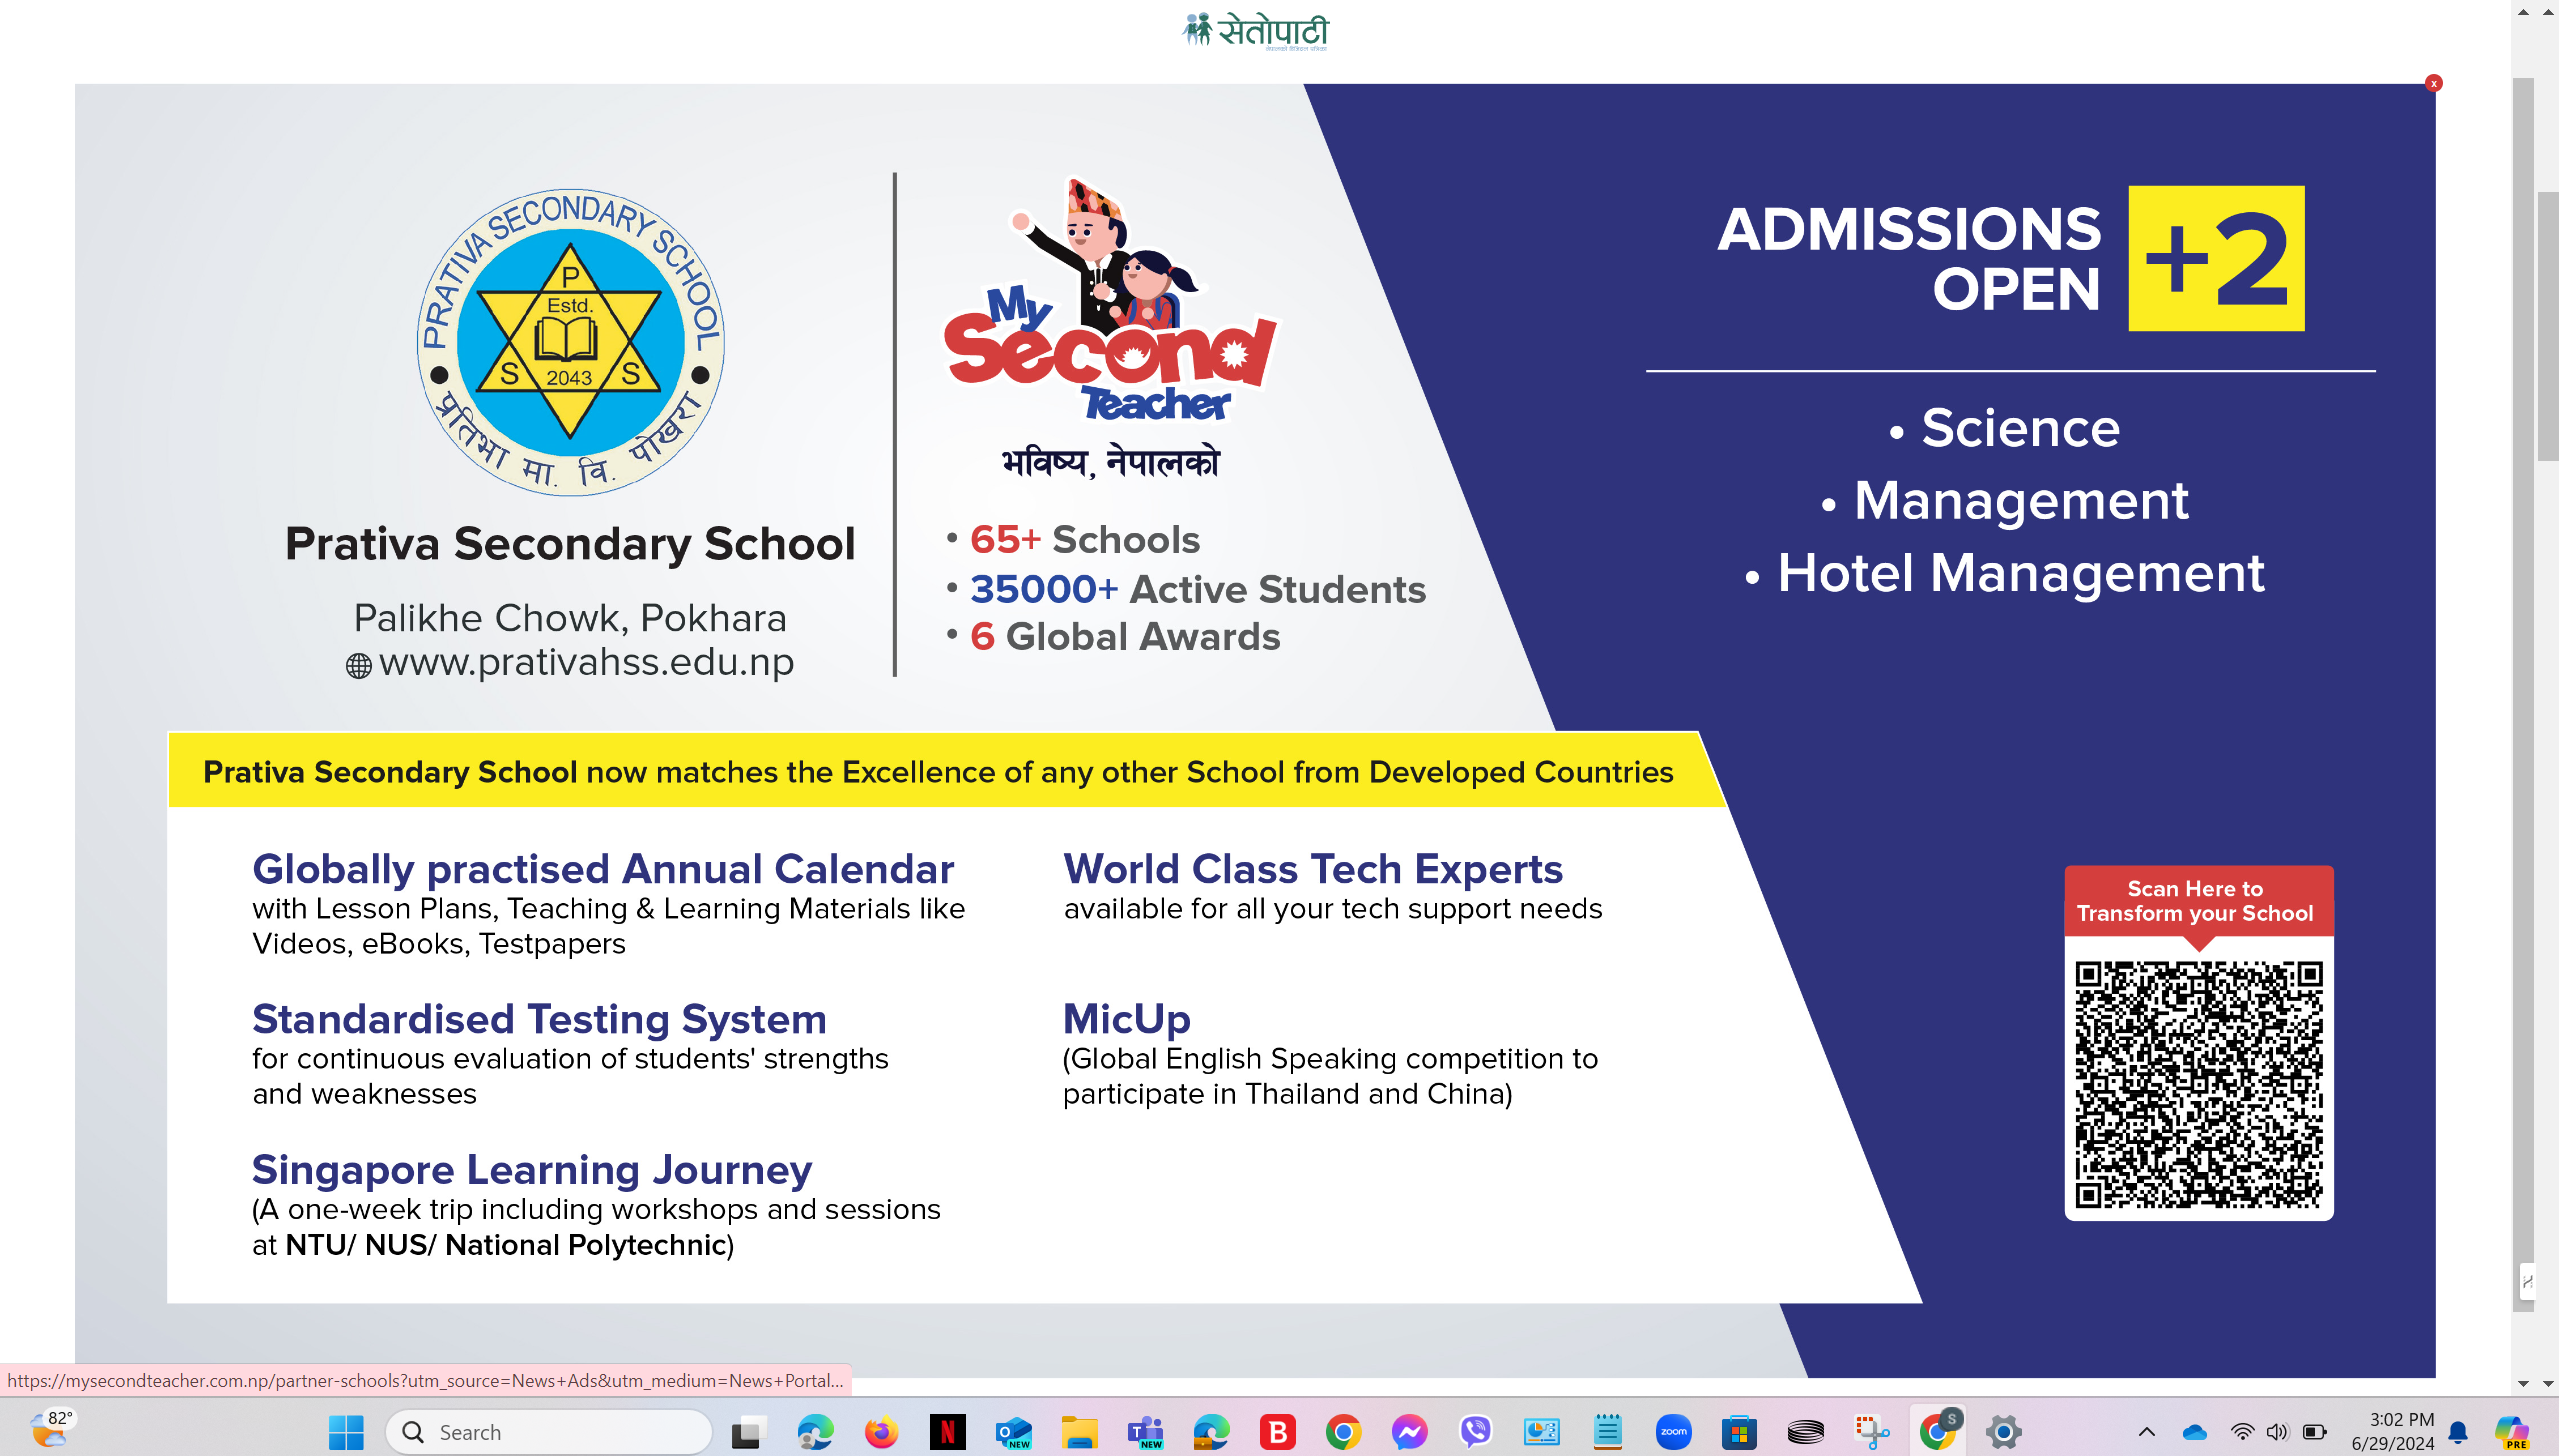 सेतोपाटी
x
PRATIVA SECONDARY SCHOOL
P
Estd.
S 2043 S
प्रतिभा मा. वि. पोखरा
Prativa Secondary School
Palikhe Chowk, Pokhara
www.prativahss.edu.np
My
Second
Teacher
भविष्य, नेपालको
• 65+ Schools
• 35000+ Active Students
• 6 Global Awards
ADMISSIONS
OPEN
+2
• Science
• Management
• Hotel Management
Prativa Secondary School now matches the Excellence of any other School from Developed Countries
Globally practised Annual Calendar
with Lesson Plans, Teaching & Learning Materials like
Videos, eBooks, Testpapers
Standardised Testing System
for continuous evaluation of students' strengths
and weaknesses
Singapore Learning Journey
(A one-week trip including workshops and sessions
at NTU/ NUS/ National Polytechnic)
World Class Tech Experts
available for all your tech support needs
MicUp
(Global English Speaking competition to
participate in Thailand and China)
Scan Here to
Transform your School
https://mysecondteacher.com.np/partner-schools?utm_source=News+Ads&utm_medium=News+Portal...
82°
Search
N
NEW
NEW
B
zoom
S
3:02 PM
6/29/2024
PRE